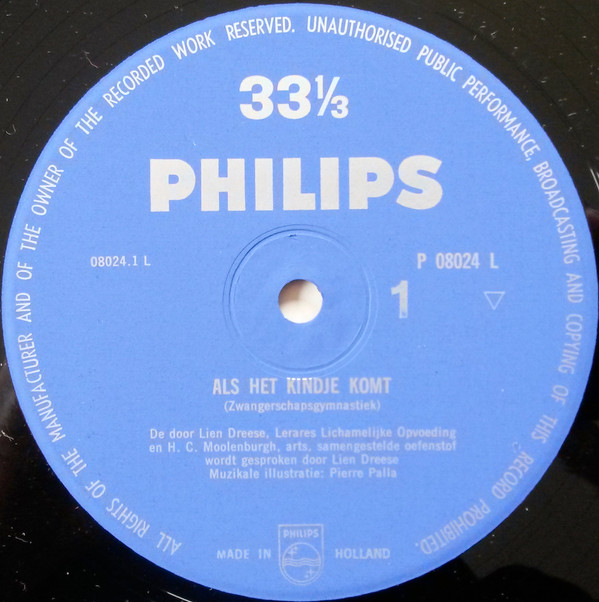 ALL RIGHTS OF THE MANUFACTURER AND OF THE OWNER OF THE RECORDED WORK RESERVED. UNAUTHORISED PUBLIC PERFORMANCE, BROADCASTING AND COPYING OF THIS RECORD PROHIBITED.
33⅓
PHILIPS
08024.1 L
P 08024 L
1
ALS HET KINDJE KOMT
(Zwangerschapsgymnastiek)
De door Lien Dreese, Lerares Lichamelijke Opvoeding
en H. C. Moolenburgh, arts, samengestelde oefenstof
wordt gesproken door Lien Dreese
Muzikale illustratie: Pierre Palla
PHILIPS
MADE IN HOLLAND